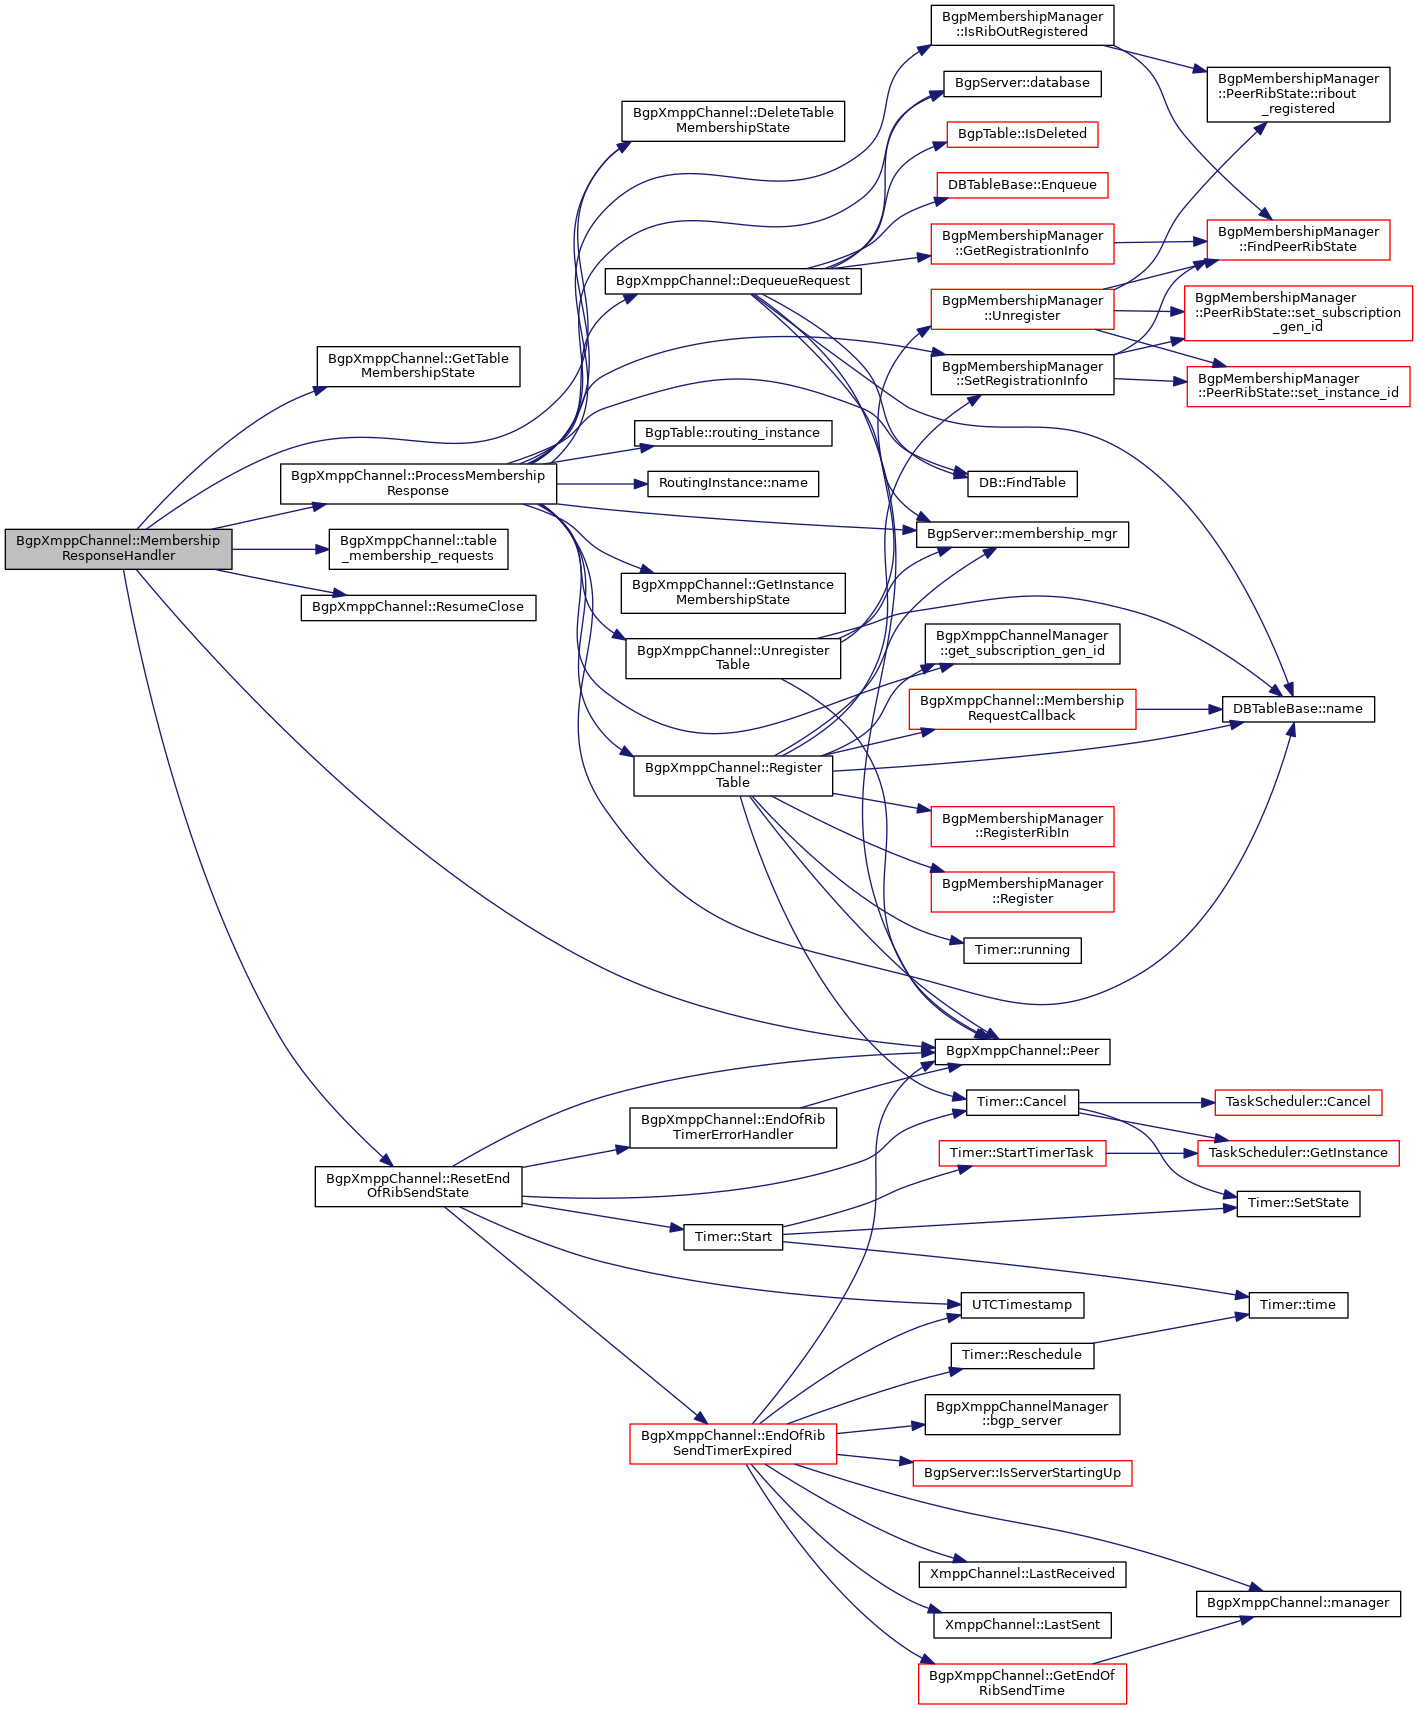 BgpXmppChannel::Membership
ResponseHandler
BgpXmppChannel::GetTable
MembershipState
BgpXmppChannel::ProcessMembership
Response
BgpXmppChannel::table
_membership_requests
BgpXmppChannel::ResumeClose
BgpXmppChannel::ResetEnd
OfRibSendState
BgpXmppChannel::DeleteTable
MembershipState
BgpXmppChannel::DequeueRequest
BgpTable::routing_instance
RoutingInstance::name
BgpXmppChannel::GetInstance
MembershipState
BgpXmppChannel::Unregister
Table
BgpXmppChannel::Register
Table
BgpXmppChannel::EndOfRib
TimerErrorHandler
Timer::Start
BgpXmppChannel::EndOfRib
SendTimerExpired
BgpMembershipManager
::IsRibOutRegistered
BgpServer::database
BgpTable::IsDeleted
DBTableBase::Enqueue
BgpMembershipManager
::GetRegistrationInfo
BgpMembershipManager
::Unregister
BgpMembershipManager
::SetRegistrationInfo
DB::FindTable
BgpServer::membership_mgr
BgpXmppChannelManager
::get_subscription_gen_id
BgpXmppChannel::Membership
RequestCallback
BgpMembershipManager
::RegisterRibIn
BgpMembershipManager
::Register
Timer::running
BgpXmppChannel::Peer
Timer::Cancel
Timer::StartTimerTask
UTCTimestamp
Timer::Reschedule
BgpXmppChannelManager
::bgp_server
BgpServer::IsServerStartingUp
XmppChannel::LastReceived
XmppChannel::LastSent
BgpXmppChannel::GetEndOf
RibSendTime
BgpMembershipManager
::PeerRibState::ribout
_registered
BgpMembershipManager
::FindPeerRibState
BgpMembershipManager
::PeerRibState::set_subscription
_gen_id
BgpMembershipManager
::PeerRibState::set_instance_id
DBTableBase::name
TaskScheduler::Cancel
TaskScheduler::GetInstance
Timer::SetState
Timer::time
BgpXmppChannel::manager